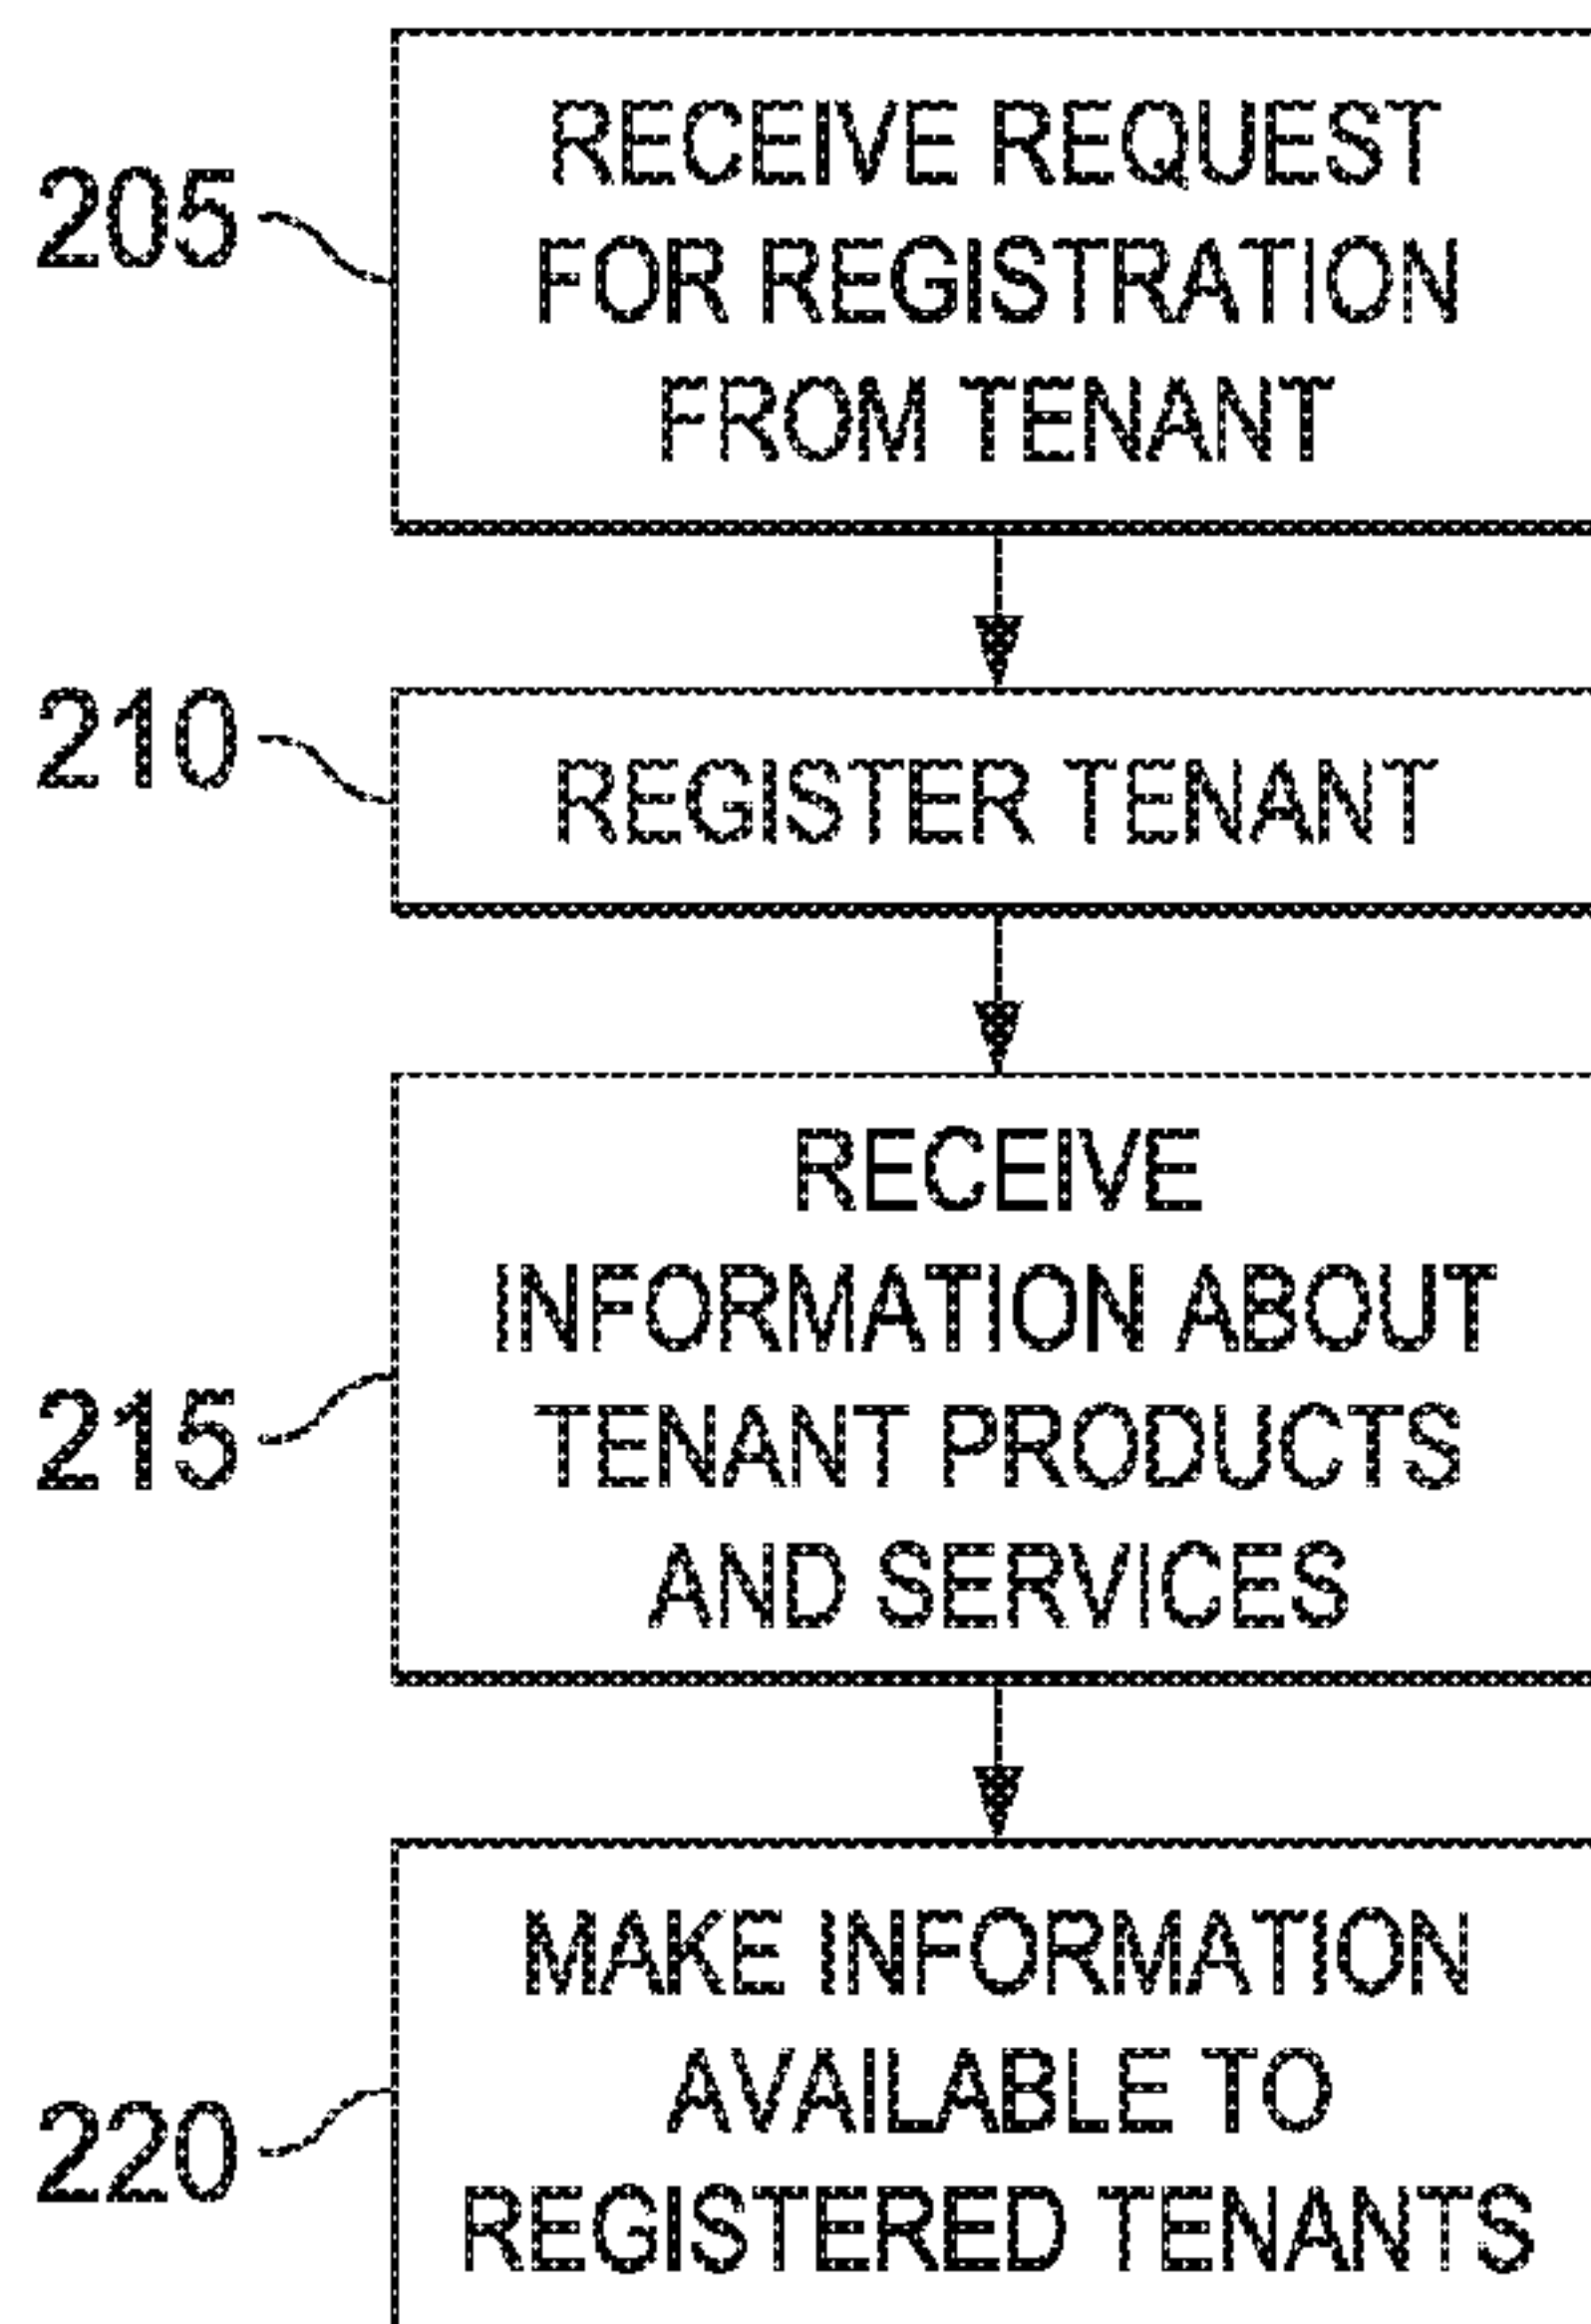 205
RECEIVE REQUEST
FOR REGISTRATION
FROM TENANT
210
REGISTER TENANT
215
RECEIVE
INFORMATION ABOUT
TENANT PRODUCTS
AND SERVICES
220
MAKE INFORMATION
AVAILABLE TO
REGISTERED TENANTS